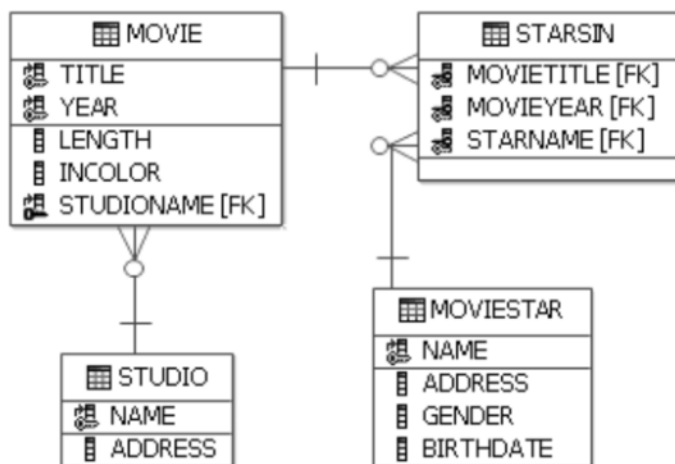 MOVIE
TITLE
YEAR
LENGTH
INCOLOR
STUDIONAME [FK]
STARSIN
MOVIETITLE [FK]
MOVIEYEAR [FK]
STARNAME [FK]
STUDIO
NAME
ADDRESS
MOVIESTAR
NAME
ADDRESS
GENDER
BIRTHDATE